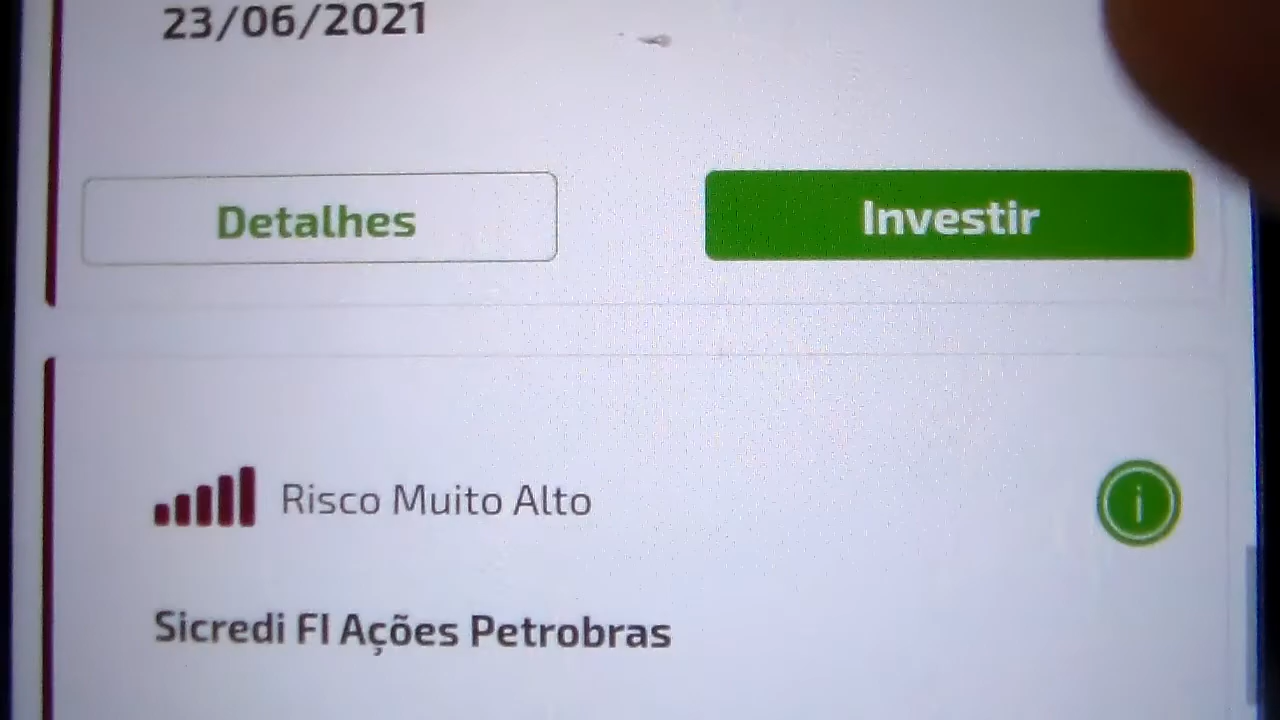 23/06/2021
Detalhes
Investir
Risco Muito Alto
i
Sicredi FI Ações Petrobras